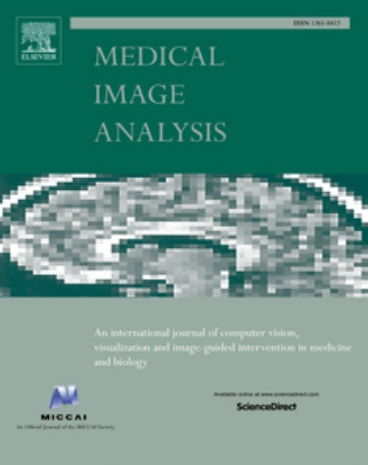 ISSN 1361-8415
ELSEVIER
MEDICAL
IMAGE
ANALYSIS
An international journal of computer vision,
visualization and image-guided intervention in medicine
and biology
Available online at www.sciencedirect.com
ScienceDirect
MICCAI
An Official Journal of the MICCAI Society